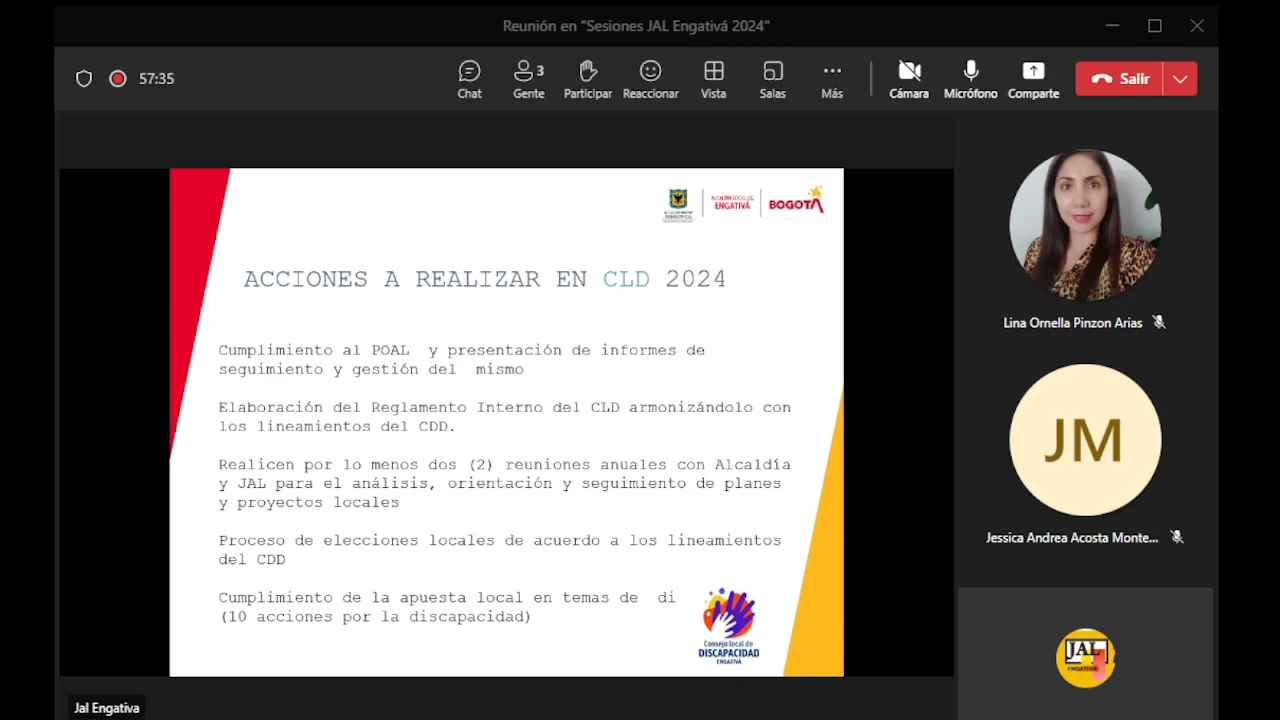 Reunión en "Sesiones JAL Engativá 2024"
57:35
3
Chat
Gente
Participar
Reaccionar
Vista
Salas
Más
Cámara
Micrófono
Comparte
Salir
ALCALDÍA LOCAL DE
ENGATIVÁ
BOGOTÁ
ACCIONES A REALIZAR EN CLD 2024
Cumplimiento al POAL y presentación de informes de
seguimiento y gestión del mismo
Elaboración del Reglamento Interno del CLD armonizándolo con
los lineamientos del CDD.
Realicen por lo menos dos (2) reuniones anuales con Alcaldía
y JAL para el análisis, orientación y seguimiento de planes
y proyectos locales
Proceso de elecciones locales de acuerdo a los lineamientos
del CDD
Cumplimiento de la apuesta local en temas de di
(10 acciones por la discapacidad)
Consejo local de
DISCAPACIDAD
ENGATIVÁ
Lina Ornella Pinzon Arias
JM
Jessica Andrea Acosta Monte...
JAL
ENGATIVÁ
Jal Engativa